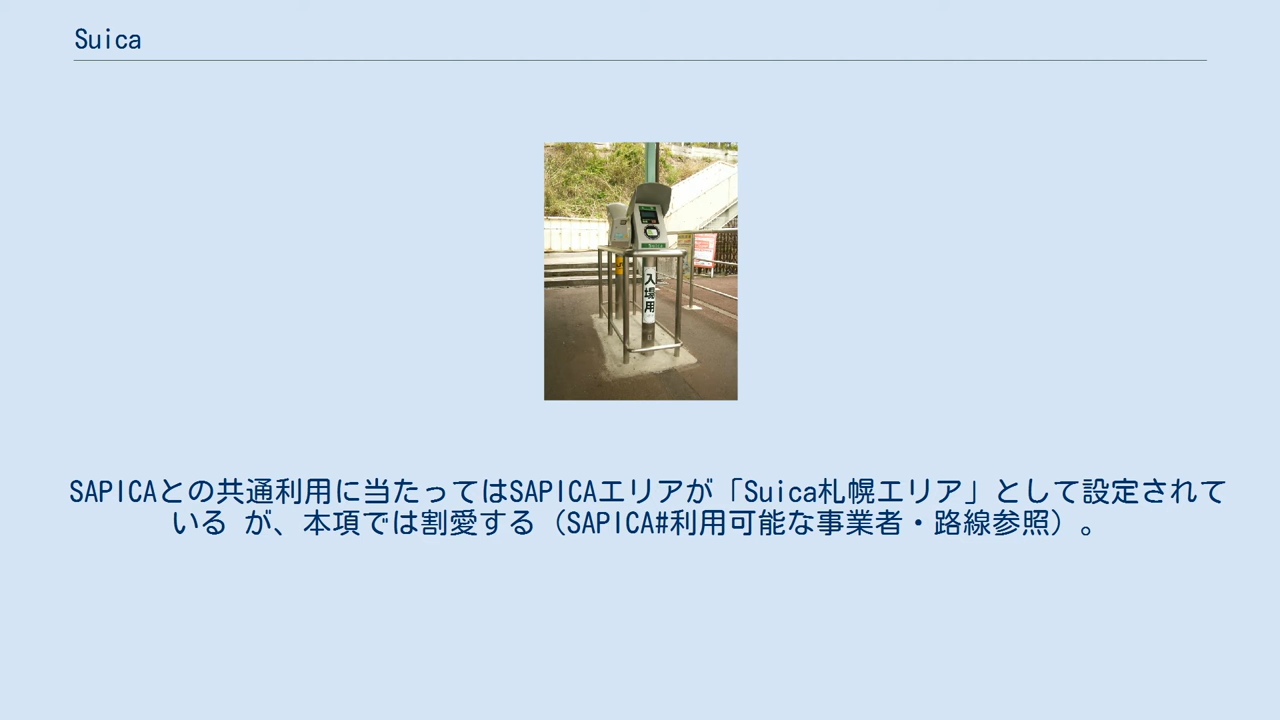 Suica
入場用
SAPICAとの共通利用に当たってはSAPICAエリアが「Suica札幌エリア」として設定されて
いる が、本項では割愛する（SAPICA#利用可能な事業者・路線参照）。